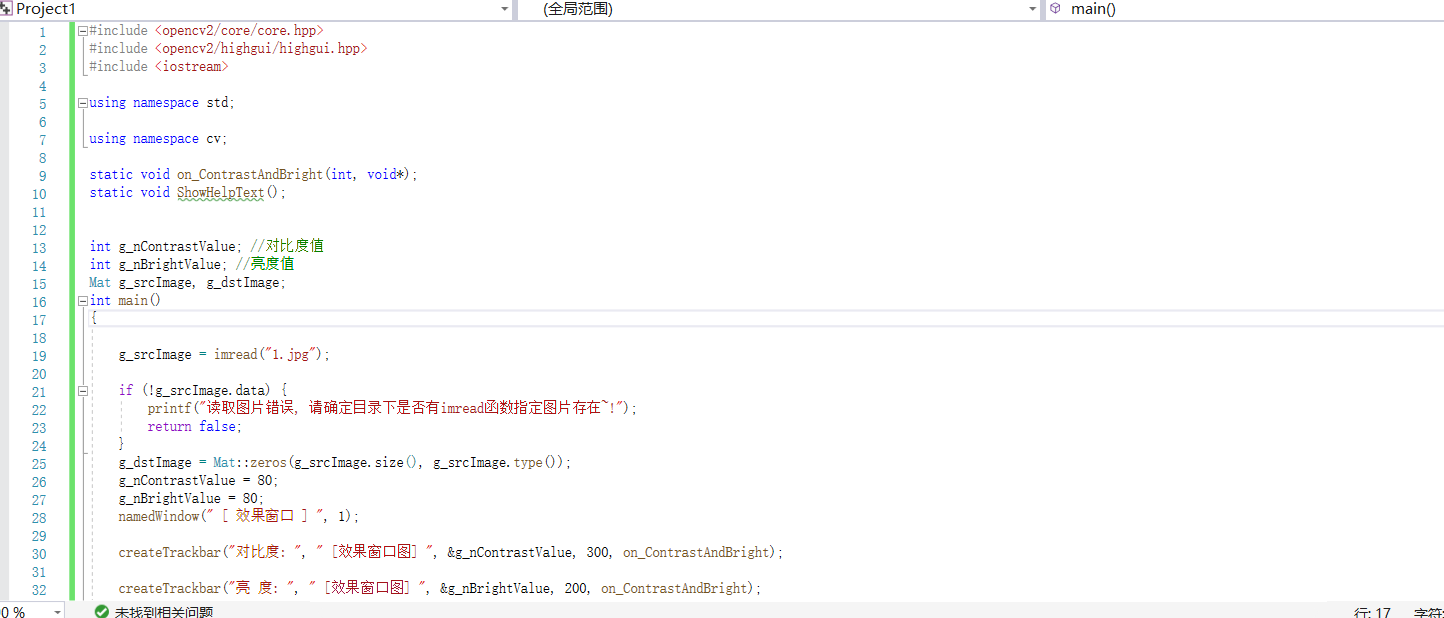 Project1 (全局范围) main()
1 #include <opencv2/core/core.hpp>
2 #include <opencv2/highgui/highgui.hpp>
3 #include <iostream>
4
5 using namespace std;
6
7 using namespace cv;
8
9 static void on_ContrastAndBright(int, void*);
10 static void ShowHelpText();
11
12
13 int g_nContrastValue; //对比度值
14 int g_nBrightValue; //亮度值
15 Mat g_srcImage, g_dstImage;
16 int main()
17 {
18
19 g_srcImage = imread("1.jpg");
20
21 if (!g_srcImage.data) {
22 printf("读取图片错误, 请确定目录下是否有imread函数指定图片存在~!");
23 return false;
24 }
25 g_dstImage = Mat::zeros(g_srcImage.size(), g_srcImage.type());
26 g_nContrastValue = 80;
27 g_nBrightValue = 80;
28 namedWindow(" [ 效果窗口 ] ", 1);
29
30 createTrackbar("对比度: ", " [效果窗口图] ", &g_nContrastValue, 300, on_ContrastAndBright);
31
32 createTrackbar("亮 度: ", " [效果窗口图] ", &g_nBrightValue, 200, on_ContrastAndBright);
0 % 未找到相关问题 行: 17 字符: